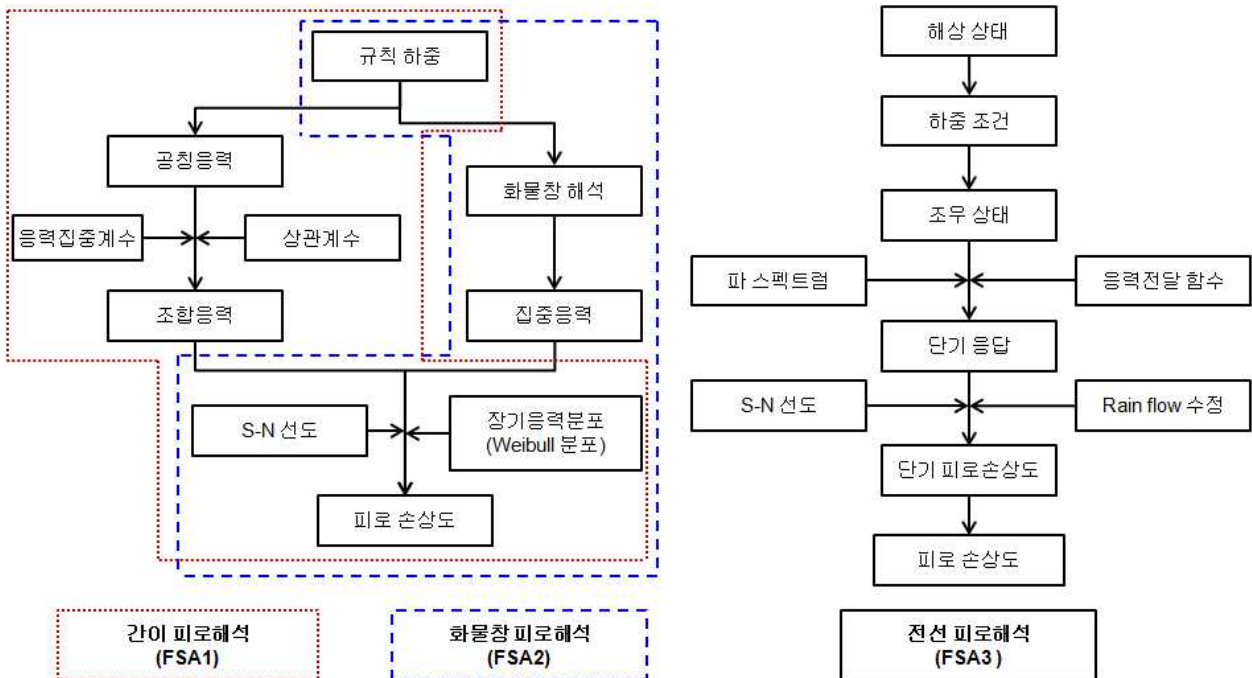 규칙 하중
공칭응력
화물창 해석
응력집중계수
상관계수
조합응력
집중응력
S-N 선도
장기응력분포
(Weibull 분포)
피로 손상도
간이 피로해석
(FSA1)
화물창 피로해석
(FSA2)
해상 상태
하중 조건
조우 상태
파 스펙트럼
응력전달 함수
단기 응답
S-N 선도
Rain flow 수정
단기 피로손상도
피로 손상도
전선 피로해석
(FSA3)